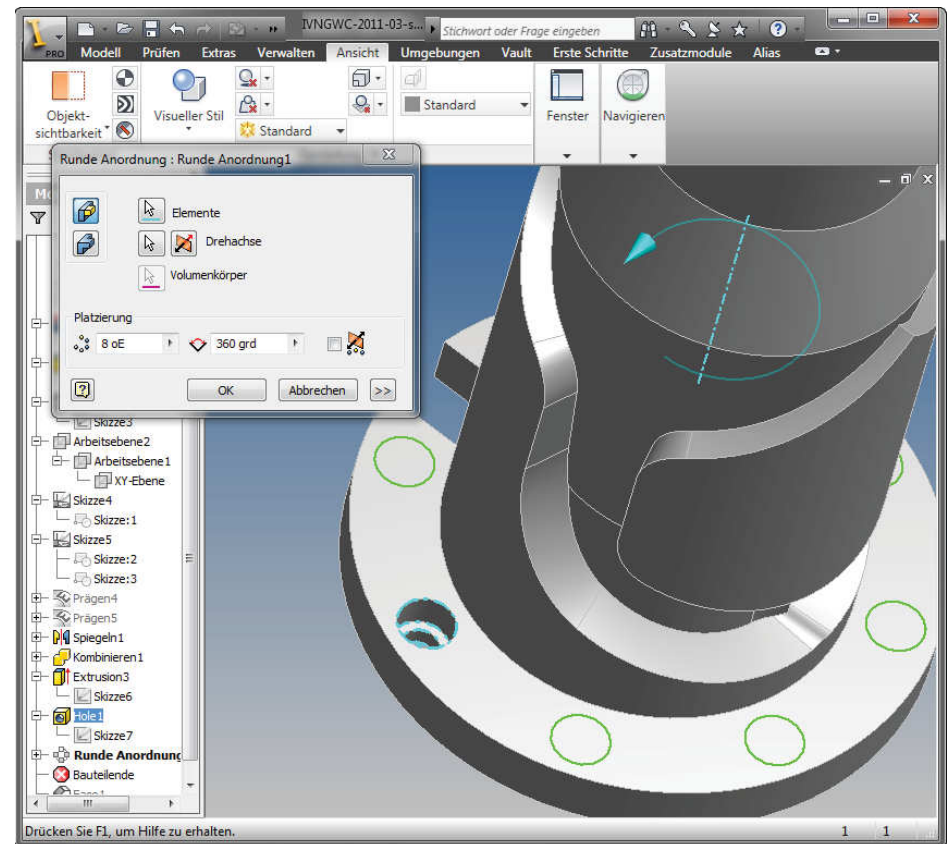 IVNGWC-2011-03-s... Stichwort oder Frage eingeben
PRO Modell Prüfen Extras Verwalten Ansicht Umgebungen Vault Erste Schritte Zusatzmodule Alias
Objekt-
sichtbarkeit
Visueller Stil
Standard
Standard
Fenster
Navigieren
Runde Anordnung : Runde Anordnung1
Elemente
Drehachse
Volumenkörper
Platzierung
8 oE
360 grd
OK
Abbrechen
>>
Skizze3
Arbeitsebene2
Arbeitsebene1
XY-Ebene
Skizze4
Skizze:1
Skizze5
Skizze:2
Skizze:3
Prägen4
Prägen5
Spiegeln1
Kombinieren1
Extrusion3
Skizze6
Hole1
Skizze7
Runde Anordnung
Bauteilende
Drücken Sie F1, um Hilfe zu erhalten.
1 1